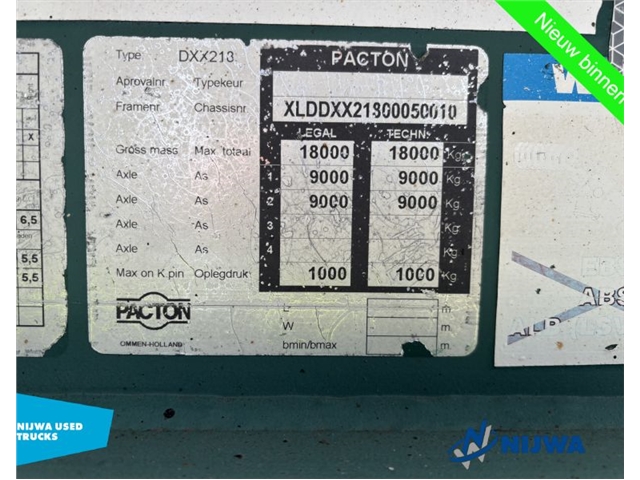 Nieuw binnen
Type DXX213 PACTON
Aprovalnr Typekeur
Framenr. Chassisnr XLDDXX21300050010
LEGAL TECHN.
Gross mass Max. totaal 18000 18000 Kg
Axle As 1 9000 9000 Kg
Axle As 2 9000 9000 Kg
Axle As 3 Kg
Axle As 4 Kg
Max on K.pin Oplegdruk 1000 1000 Kg
PACTON
OMMEN-HOLLAND
L m.
W m.
bmin/bmax m.
x
6,5
5,5
5,5
W
ABS
NIJWA USED
TRUCKS
NIJWA